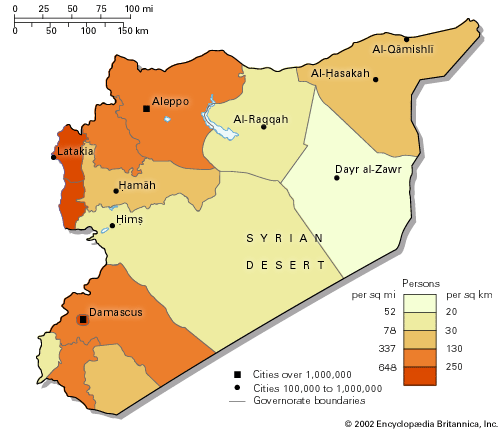 0 50 100 mi
0 50 100 150 km
Al-Qāmishlī
Al-Ḥasakah
Aleppo
Al-Raqqah
Latakia
Dayr al-Zawr
Ḥamāh
Ḥimṣ
SYRIAN
DESERT
Damascus
Persons
per sq mi per sq km
52 20
78 30
337 130
648 250
Cities over 1,000,000
Cities 100,000 to 1,000,000
Governorate boundaries
© 2002 Encyclopædia Britannica, Inc.